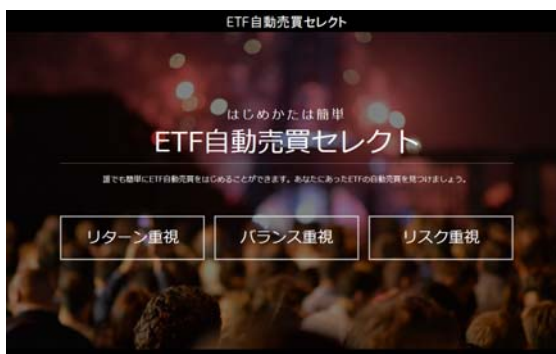 ETF自動売買セレクト
はじめかたは簡単
ETF自動売買セレクト
誰でも簡単にETF自動売買をはじめることができます。あなたにあったETFの自動売買を見つけましょう。
リターン重視 バランス重視 リスク重視